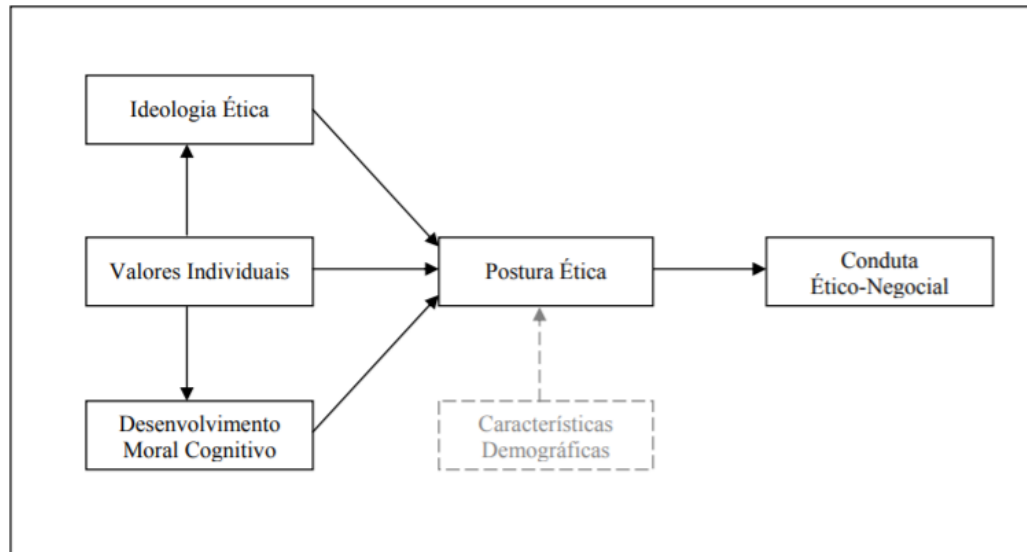 Ideologia Ética
Valores Individuais
Postura Ética
Conduta
Ético-Negocial
Desenvolvimento
Moral Cognitivo
Características
Demográficas